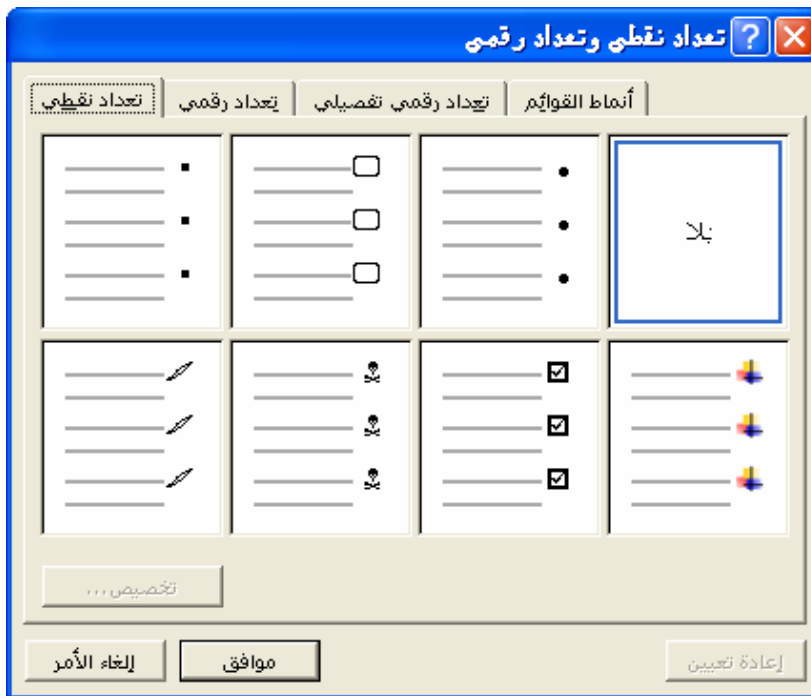 تعداد نقطي وتعداد رقمي
تعداد نقطي
تعداد رقمي
تعداد رقمي تفصيلي
أنماط القوائم
بلا
تخصيص...
إعادة تعيين
موافق
إلغاء الأمر